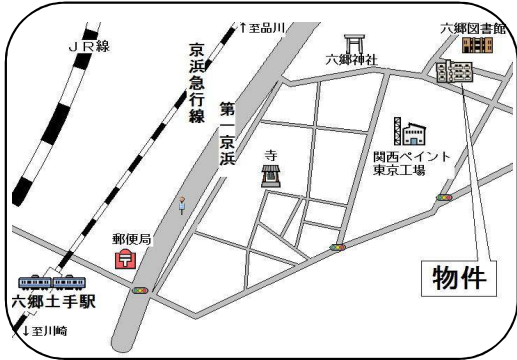 ↑至品川
六郷図書館
JR線
六郷神社
京浜急行線
第一京浜
寺
関西ペイント
東京工場
郵便局
〒
物件
六郷土手駅
↓至川崎